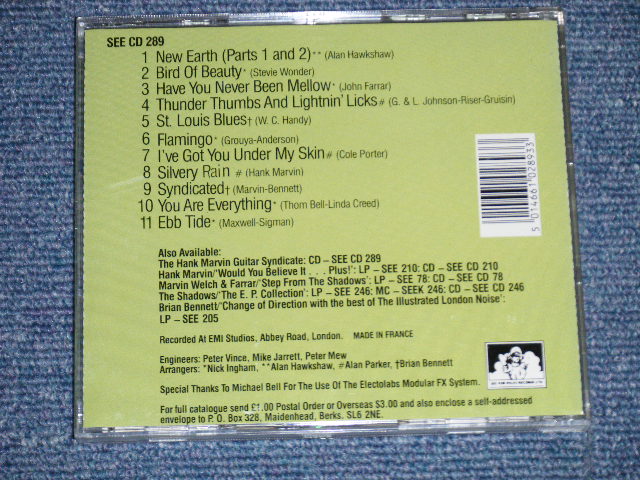 SEE CD 289
1 New Earth (Parts 1 and 2)** (Alan Hawkshaw)
2 Bird Of Beauty* (Stevie Wonder)
3 Have You Never Been Mellow* (John Farrar)
4 Thunder Thumbs And Lightnin' Licks# (G. & L. Johnson-Riser-Gruisin)
5 St. Louis Blues† (W. C. Handy)
6 Flamingo* (Grouya-Anderson)
7 I've Got You Under My Skin# (Cole Porter)
8 Silvery Rain # (Hank Marvin)
9 Syndicated† (Marvin-Bennett)
10 You Are Everything* (Thom Bell-Linda Creed)
11 Ebb Tide* (Maxwell-Sigman)
5 014661 028933
Also Available:
The Hank Marvin Guitar Syndicate: CD – SEE CD 289
Hank Marvin/'Would You Believe It . . . Plus!': LP – SEE 210: CD – SEE CD 210
Marvin Welch & Farrar/'Step From The Shadows': LP – SEE 78: CD – SEE CD 78
The Shadows/'The E. P. Collection': LP – SEE 246: MC – SEEK 246: CD – SEE CD 246
Brian Bennett/'Change of Direction with the best of The Illustrated London Noise':
LP – SEE 205
Recorded At EMI Studios, Abbey Road, London. MADE IN FRANCE
Engineers: Peter Vince, Mike Jarrett, Peter Mew
Arrangers: *Nick Ingham, **Alan Hawkshaw, #Alan Parker, †Brian Bennett
Special Thanks To Michael Bell For The Use Of The Electolabs Modular FX System.
For full catalogue send £1.00 Postal Order or Overseas $3.00 and also enclose a self-addressed
envelope to P. O. Box 328, Maidenhead, Berks. SL6 2NE.